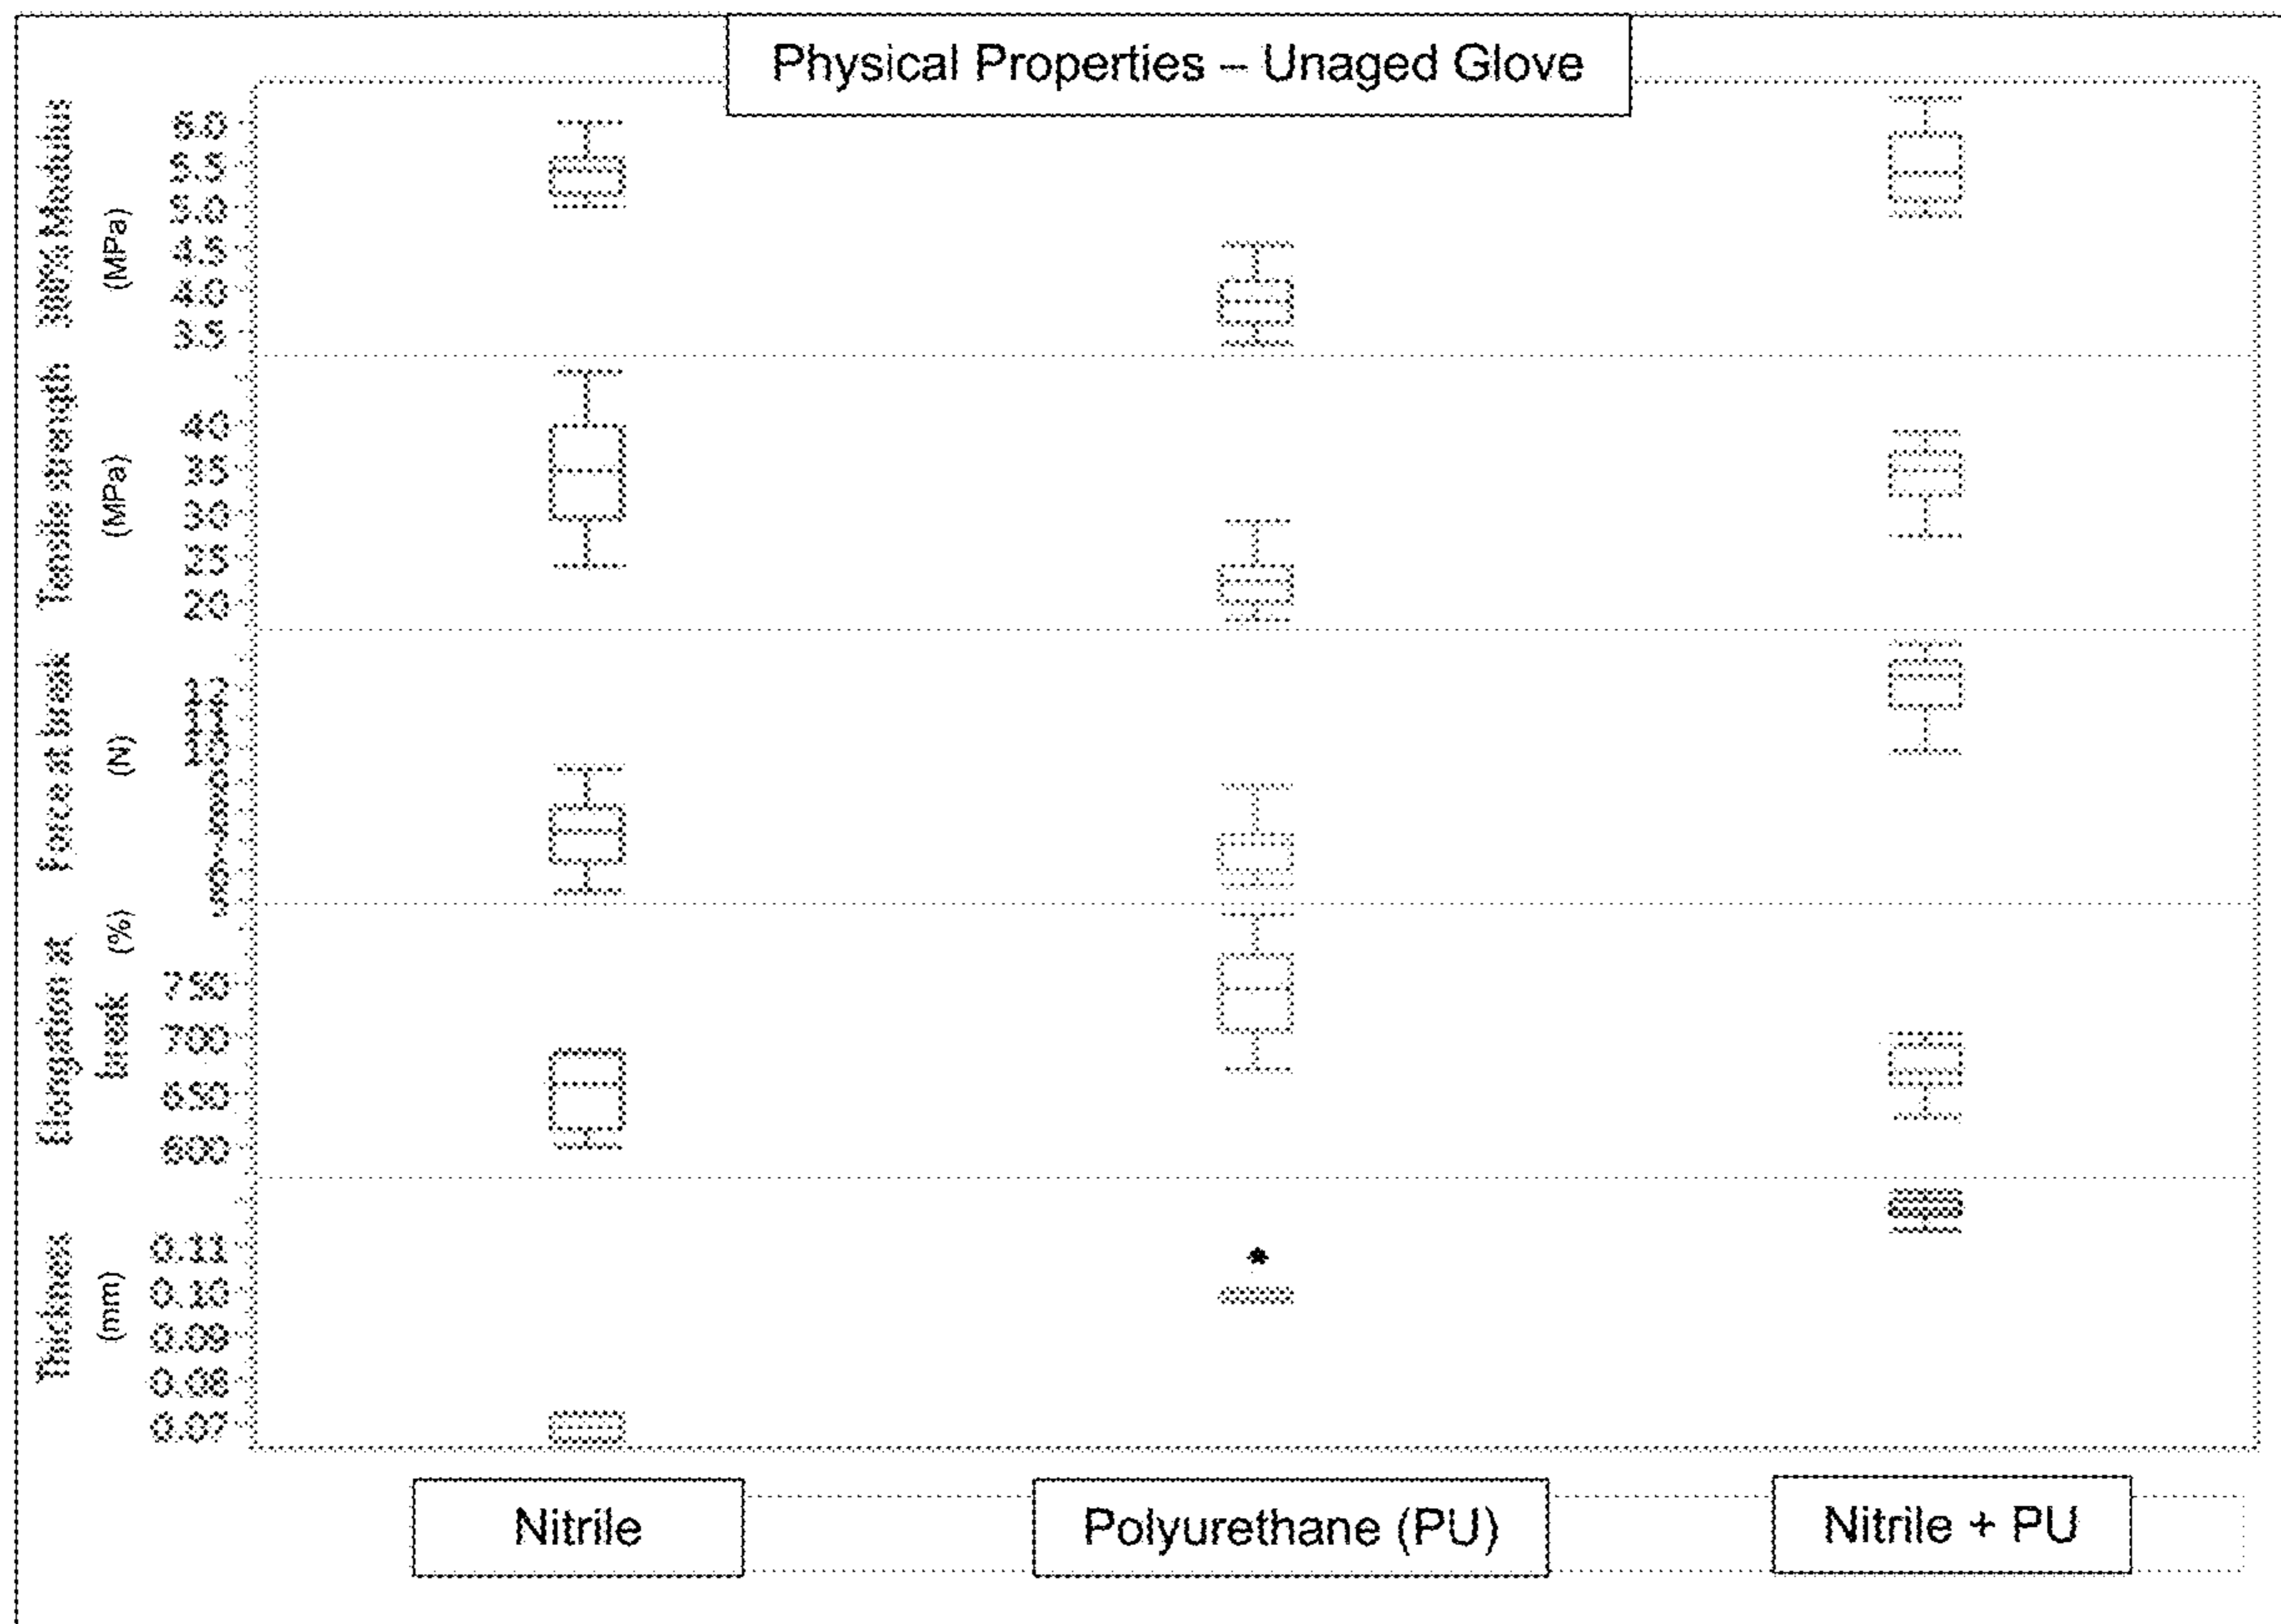 Physical Properties – Unaged Glove
300% Modulus
(MPa)
6.0
5.5
5.0
4.5
4.0
3.5
Tensile strength
(MPa)
40
35
30
25
20
Force at break
(N)
Elongation at
break (%)
750
700
650
600
Thickness
(mm)
0.11
0.10
0.09
0.08
0.07
*
Nitrile
Polyurethane (PU)
Nitrile + PU